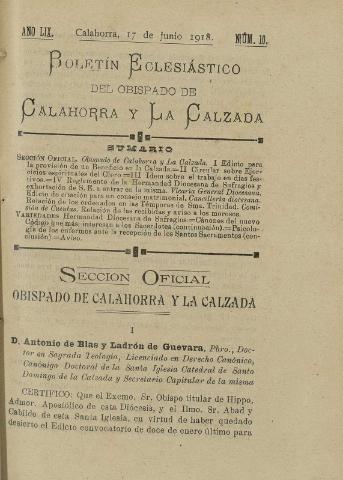 AÑO LIX. Calahorra, 17 de Junio 1918. NÚM. 10.
BOLETÍN ECLESIÁSTICO
DEL OBISPADO DE
CALAHORRA Y LA CALZADA
SUMARIO
SECCIÓN OFICIAL. Obispado de Calahorra y La Calzada. I Edicto para
la provisión de un Beneficio en la Calzada.—II Circular sobre Ejer-
cicios espirituales del Clero.—III Idem sobre el trabajo en días fes-
tivos.—IV Reglamento de la Hermandad Diocesana de Sufragios y
exhortación de S. E. a entrar en la misma. Vicaría General Diocesana.
Edicto de citación para un consejo matrimonial. Cancillería diocesana.
Relación de los ordenados en las Témporas de Sma. Trinidad. Comi-
sión de Cuentas. Relación de las recibidas y aviso a los morosos.
VARIEDADES Hermandad Diocesana de Sufragios.—Cánones del nuevo
Código que más, interesan a los Sacerdotes (continuación).—Psicolo-
gía de los enfermos ante la recepción de los Santos Sacramentos (con-
clusión).—Aviso.
SECCION OFICIAL
OBISPADO DE CALAHORRA Y LA CALZADA
I
D. Antonio de Blas y Ladrón de Guevara, Pbro., Doc-
tor en Sagrada Teología, Licenciado en Derecho Canónico,
Canónigo Doctoral de la Santa Iglesia Catedral de Santo
Domingo de la Calzada y Secretario Capitular de la misma
CERTIFICO: Que el Excmo. Sr. Obispo titular de Hippo,
Admor. Apostólico de esta Diócesis, y el Ilmo. Sr. Abad y
Cabildo de esta Santa Iglesia, en virtud de haber quedado
desierto el Edicto convocatoria de doce de enero último para